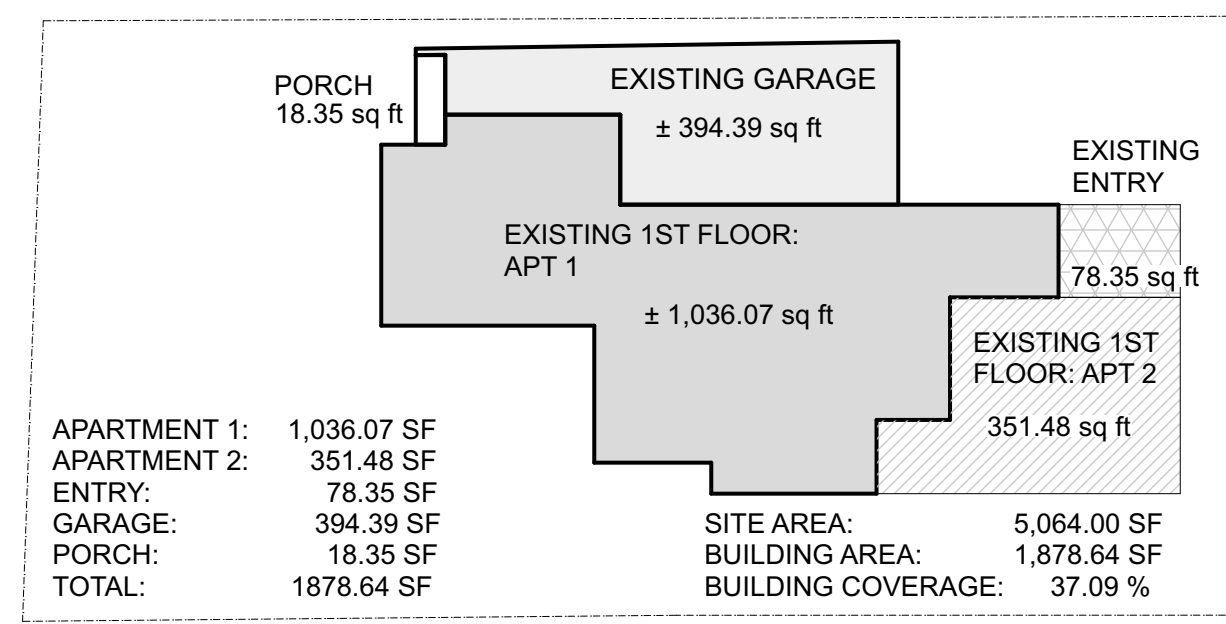 PORCH
18.35 sq ft
EXISTING GARAGE
± 394.39 sq ft
EXISTING
ENTRY
78.35 sq ft
EXISTING 1ST FLOOR:
APT 1
± 1,036.07 sq ft
EXISTING 1ST
FLOOR: APT 2
351.48 sq ft
APARTMENT 1: 1,036.07 SF
APARTMENT 2: 351.48 SF
ENTRY: 78.35 SF
GARAGE: 394.39 SF
PORCH: 18.35 SF
TOTAL: 1878.64 SF
SITE AREA: 5,064.00 SF
BUILDING AREA: 1,878.64 SF
BUILDING COVERAGE: 37.09 %